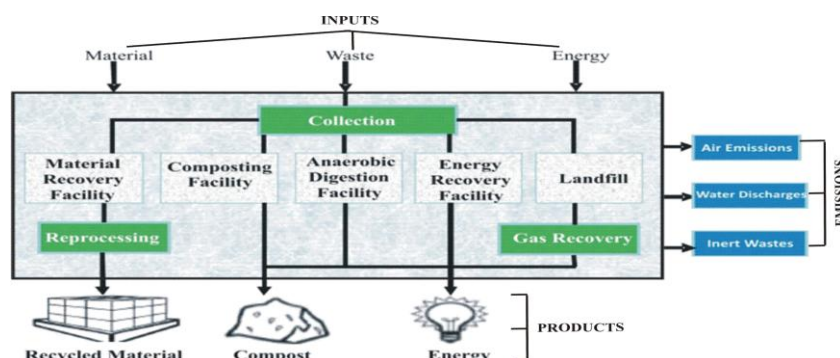 INPUTS
Material Waste Energy
Collection
Material
Recovery
Facility
Composting
Facility
Anaerobic
Digestion
Facility
Energy
Recovery
Facility
Landfill
Reprocessing
Gas Recovery
Air Emissions
Water Discharges
Inert Wastes
EMISSIONS
PRODUCTS
Recycled Material Compost Energy